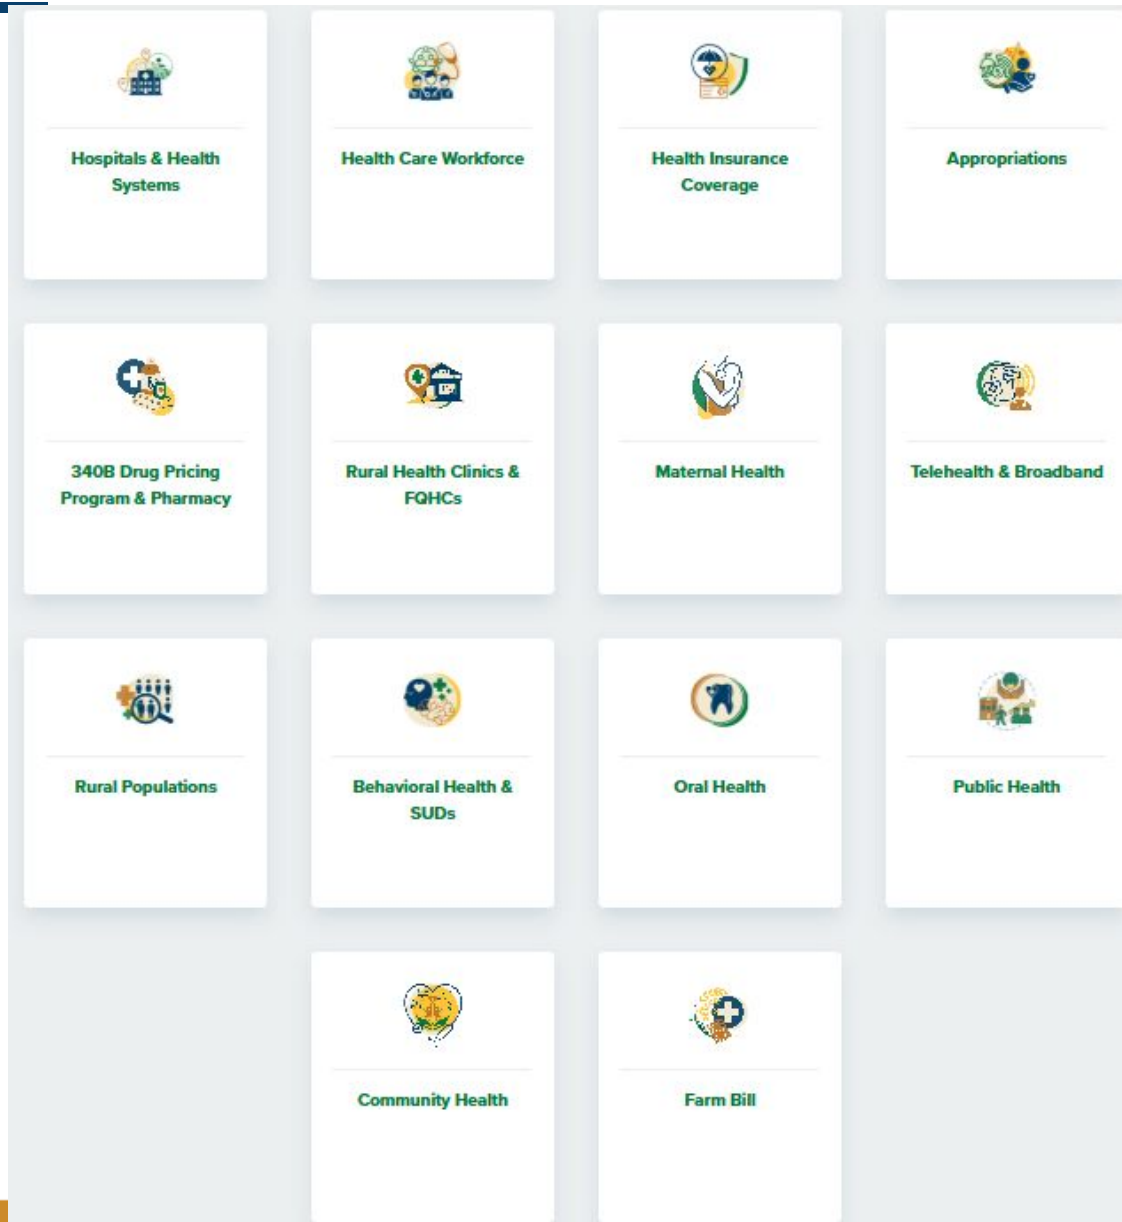 Hospitals & Health
Systems
Health Care Workforce
Health Insurance
Coverage
Appropriations
340B Drug Pricing
Program & Pharmacy
Rural Health Clinics &
FQHCs
Maternal Health
Telehealth & Broadband
Rural Populations
Behavioral Health &
SUDs
Oral Health
Public Health
Community Health
Farm Bill